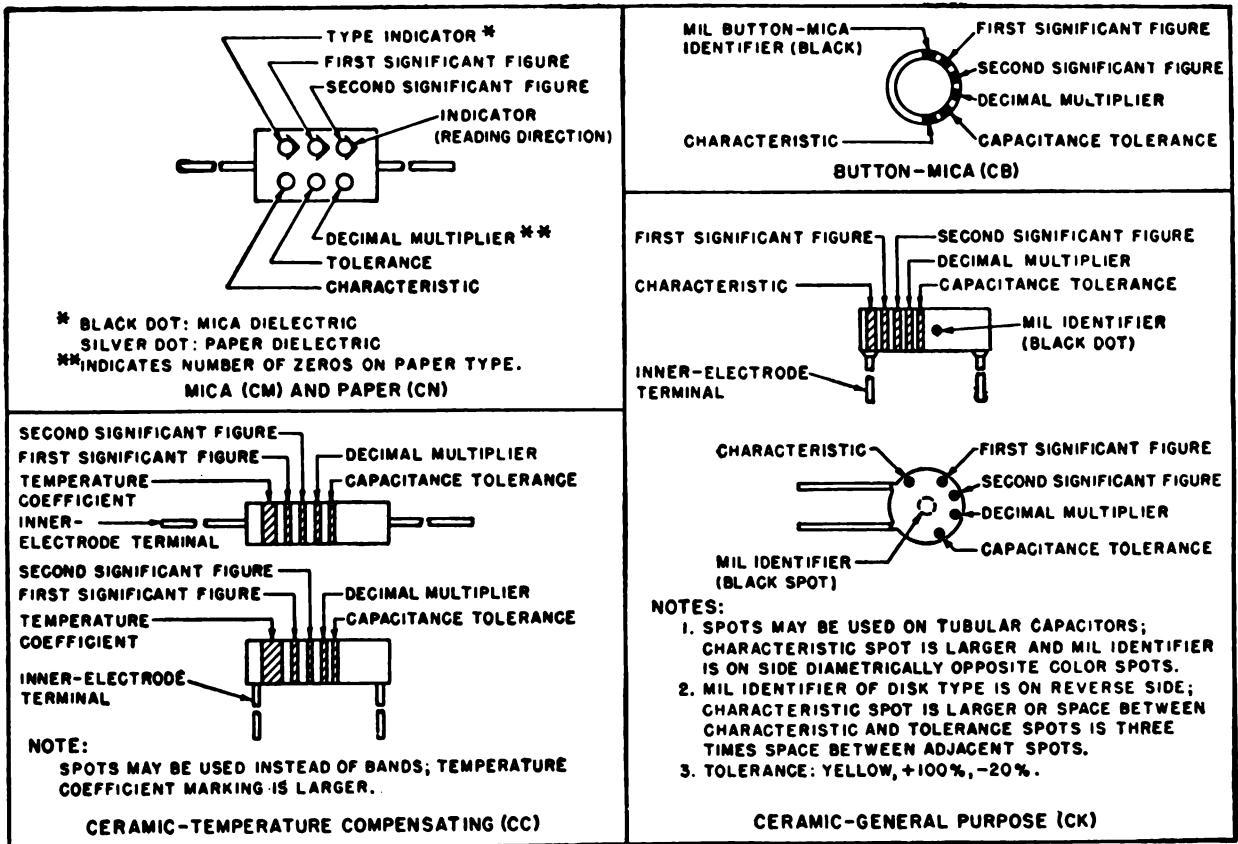 TYPE INDICATOR *
FIRST SIGNIFICANT FIGURE
SECOND SIGNIFICANT FIGURE
INDICATOR
(READING DIRECTION)
DECIMAL MULTIPLIER **
TOLERANCE
CHARACTERISTIC
* BLACK DOT: MICA DIELECTRIC
SILVER DOT: PAPER DIELECTRIC
**INDICATES NUMBER OF ZEROS ON PAPER TYPE.
MICA (CM) AND PAPER (CN)
MIL BUTTON-MICA
IDENTIFIER (BLACK)
FIRST SIGNIFICANT FIGURE
SECOND SIGNIFICANT FIGURE
DECIMAL MULTIPLIER
CHARACTERISTIC
CAPACITANCE TOLERANCE
BUTTON-MICA (CB)
SECOND SIGNIFICANT FIGURE
FIRST SIGNIFICANT FIGURE
DECIMAL MULTIPLIER
TEMPERATURE
COEFFICIENT
CAPACITANCE TOLERANCE
INNER-
ELECTRODE TERMINAL
SECOND SIGNIFICANT FIGURE
FIRST SIGNIFICANT FIGURE
DECIMAL MULTIPLIER
TEMPERATURE
COEFFICIENT
CAPACITANCE TOLERANCE
INNER-ELECTRODE
TERMINAL
NOTE:
SPOTS MAY BE USED INSTEAD OF BANDS; TEMPERATURE
COEFFICIENT MARKING IS LARGER.
CERAMIC-TEMPERATURE COMPENSATING (CC)
FIRST SIGNIFICANT FIGURE
SECOND SIGNIFICANT FIGURE
DECIMAL MULTIPLIER
CHARACTERISTIC
CAPACITANCE TOLERANCE
MIL IDENTIFIER
(BLACK DOT)
INNER-ELECTRODE
TERMINAL
CHARACTERISTIC
FIRST SIGNIFICANT FIGURE
SECOND SIGNIFICANT FIGURE
DECIMAL MULTIPLIER
CAPACITANCE TOLERANCE
MIL IDENTIFIER
(BLACK SPOT)
NOTES:
1. SPOTS MAY BE USED ON TUBULAR CAPACITORS;
CHARACTERISTIC SPOT IS LARGER AND MIL IDENTIFIER
IS ON SIDE DIAMETRICALLY OPPOSITE COLOR SPOTS.
2. MIL IDENTIFIER OF DISK TYPE IS ON REVERSE SIDE;
CHARACTERISTIC SPOT IS LARGER OR SPACE BETWEEN
CHARACTERISTIC AND TOLERANCE SPOTS IS THREE
TIMES SPACE BETWEEN ADJACENT SPOTS.
3. TOLERANCE: YELLOW, +100%, -20%.
CERAMIC-GENERAL PURPOSE (CK)